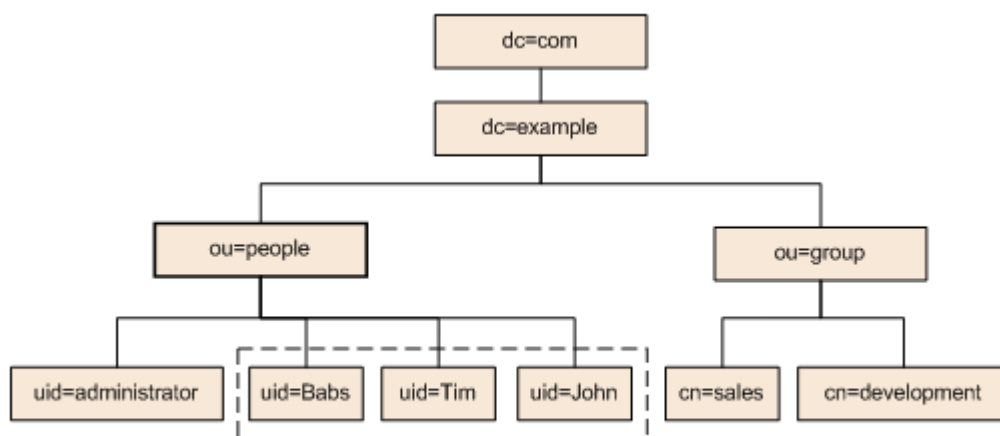 dc=com
dc=example
ou=people
ou=group
uid=administrator
uid=Babs
uid=Tim
uid=John
cn=sales
cn=development